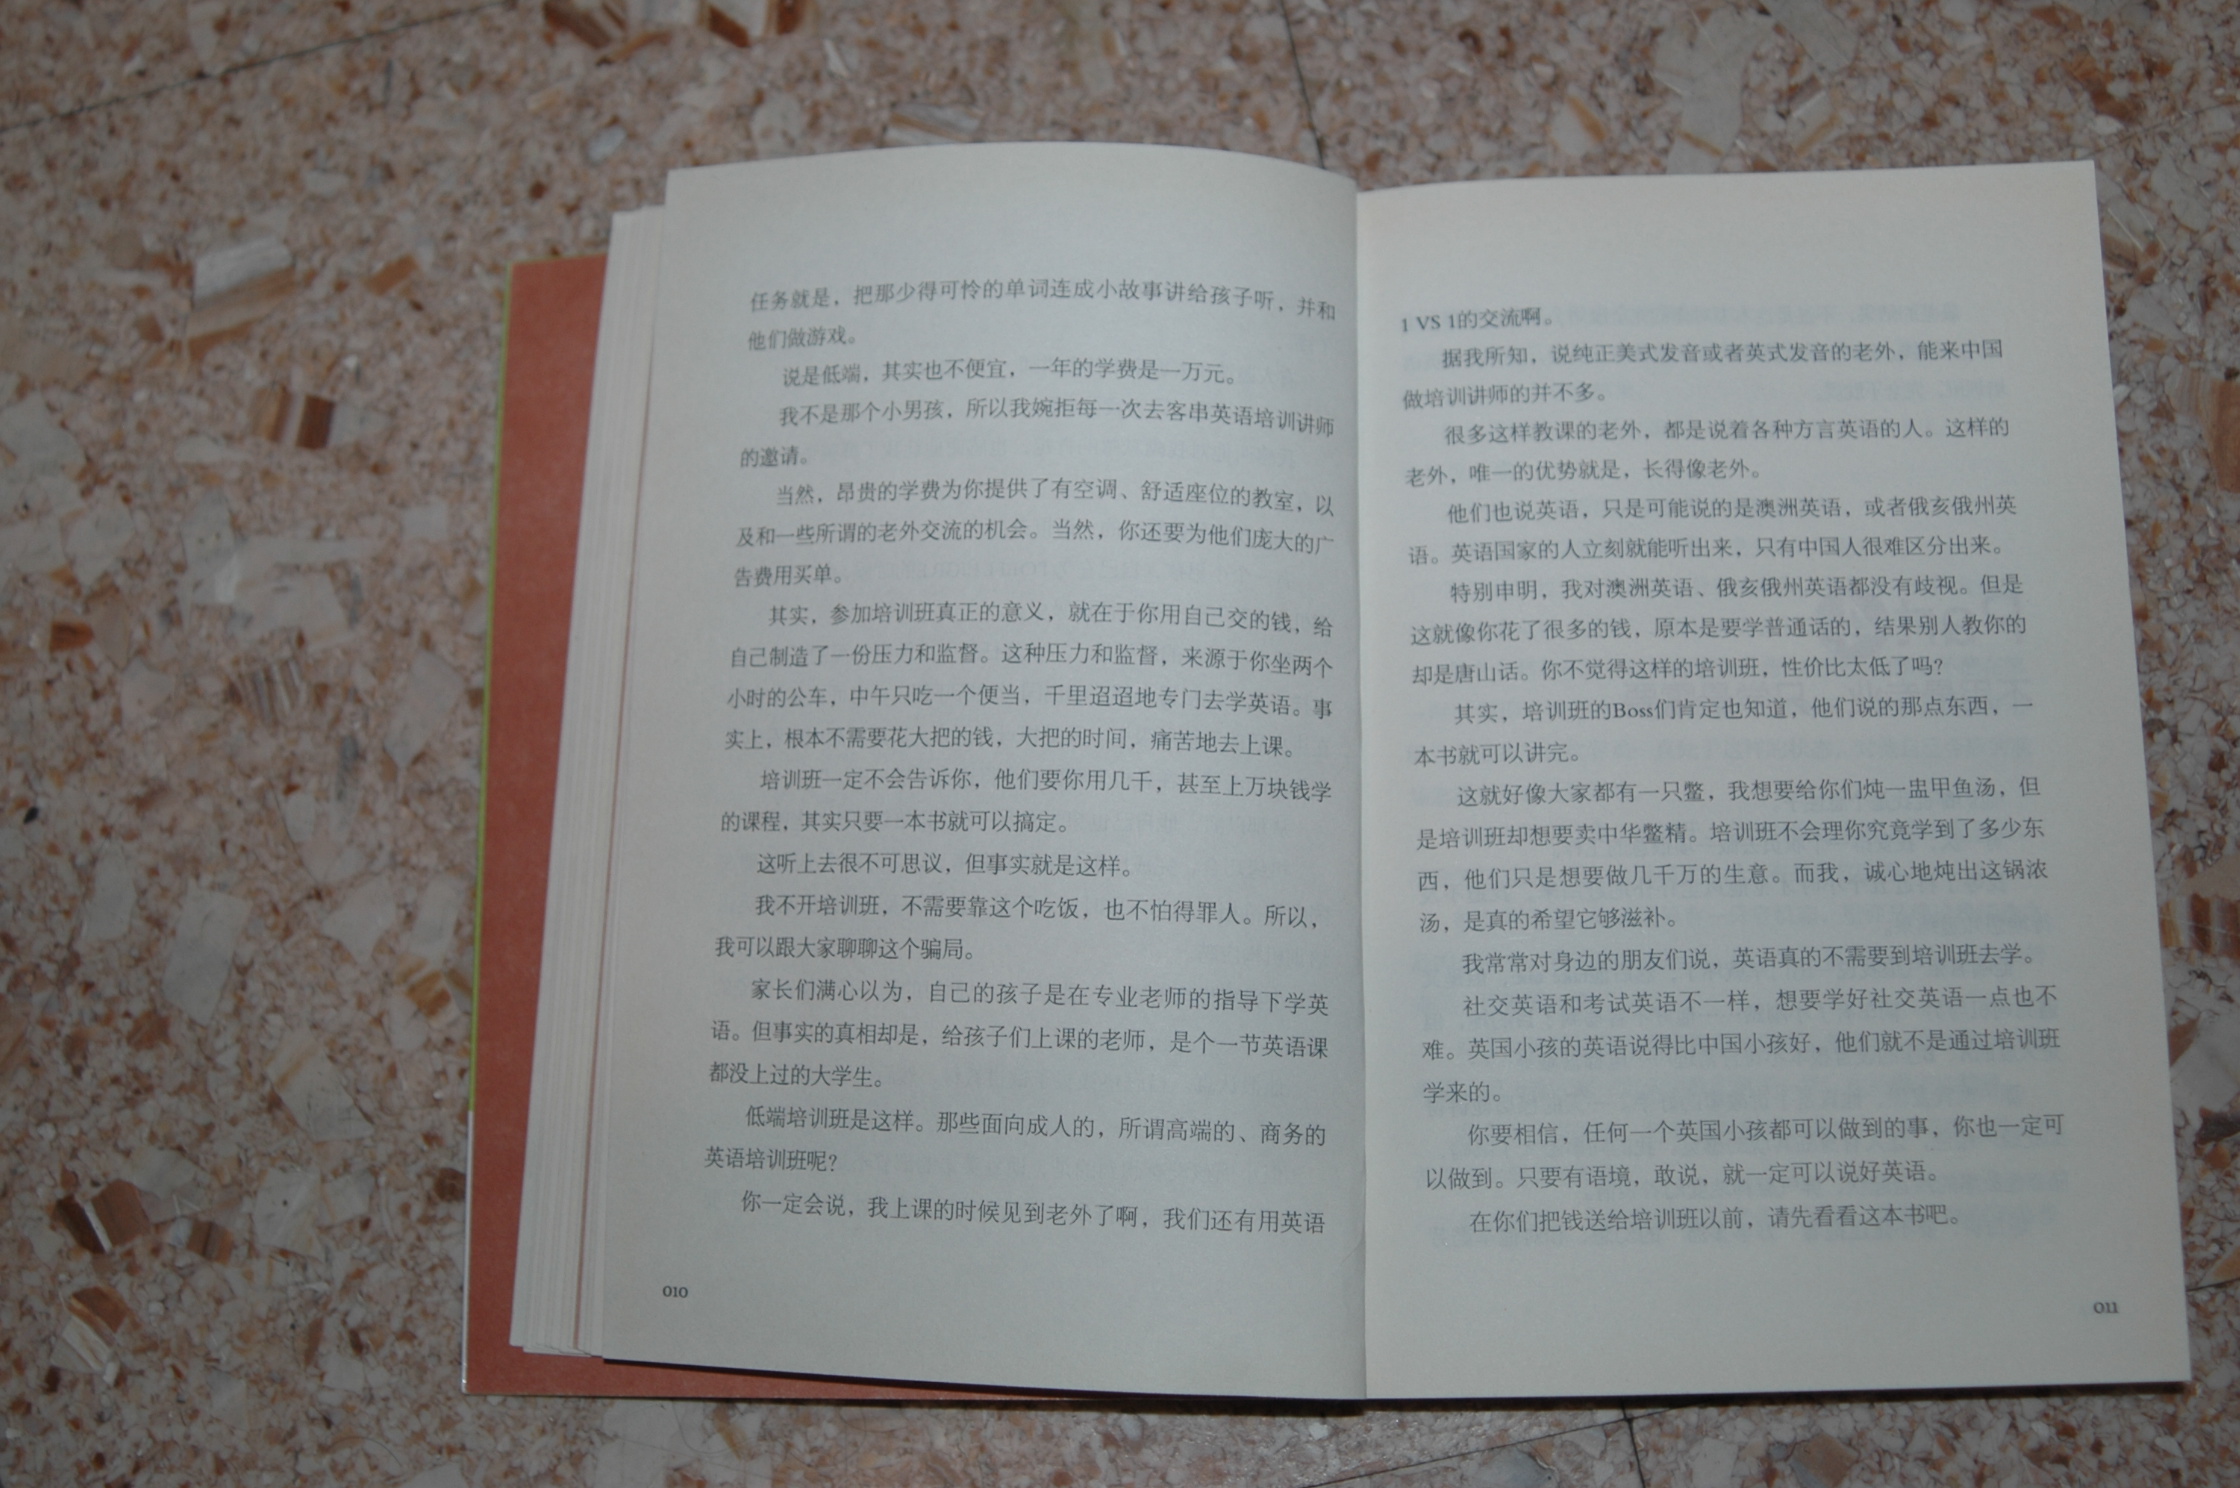 任务就是，把那少得可怜的单词连成小故事讲给孩子听，并和
他们做游戏。
说是低端，其实也不便宜，一年的学费是一万元。
我不是那个小男孩，所以我婉拒每一次去客串英语培训讲师
的邀请。
当然，昂贵的学费为你提供了有空调、舒适座位的教室，以
及和一些所谓的老外交流的机会。当然，你还要为他们庞大的广
告费用买单。
其实，参加培训班真正的意义，就在于你用自己交的钱，给
自己制造了一份压力和监督。这种压力和监督，来源于你坐两个
小时的公车，中午只吃一个便当，千里迢迢地专门去学英语。事
实上，根本不需要花大把的钱，大把的时间，痛苦地去上课。
培训班一定不会告诉你，他们要你用几千，甚至上万块钱学
的课程，其实只要一本书就可以搞定。
这听上去很不可思议，但事实就是这样。
我不开培训班，不需要靠这个吃饭，也不怕得罪人。所以，
我可以跟大家聊聊这个骗局。
家长们满心以为，自己的孩子是在专业老师的指导下学英
语。但事实的真相却是，给孩子们上课的老师，是个一节英语课
都没上过的大学生。
低端培训班是这样。那些面向成人的，所谓高端的、商务的
英语培训班呢？
你一定会说，我上课的时候见到老外了啊，我们还有用英语
010
1 VS 1的交流啊。
据我所知，说纯正美式发音或者英式发音的老外，能来中国
做培训讲师的并不多。
很多这样教课的老外，都是说着各种方言英语的人。这样的
老外，唯一的优势就是，长得像老外。
他们也说英语，只是可能说的是澳洲英语，或者俄亥俄州英
语。英语国家的人立刻就能听出来，只有中国人很难区分出来。
特别申明，我对澳洲英语、俄亥俄州英语都没有歧视。但是
这就像你花了很多的钱，原本是要学普通话的，结果别人教你的
却是唐山话。你不觉得这样的培训班，性价比太低了吗？
其实，培训班的Boss们肯定也知道，他们说的那点东西，一
本书就可以讲完。
这就好像大家都有一只鳖，我想要给你们炖一盅甲鱼汤，但
是培训班却想要卖中华鳖精。培训班不会理你究竟学到了多少东
西，他们只是想要做几千万的生意。而我，诚心地炖出这锅浓
汤，是真的希望它够滋补。
我常常对身边的朋友们说，英语真的不需要到培训班去学。
社交英语和考试英语不一样，想要学好社交英语一点也不
难。英国小孩的英语说得比中国小孩好，他们就不是通过培训班
学来的。
你要相信，任何一个英国小孩都可以做到的事，你也一定可
以做到。只要有语境，敢说，就一定可以说好英语。
在你们把钱送给培训班以前，请先看看这本书吧。
011